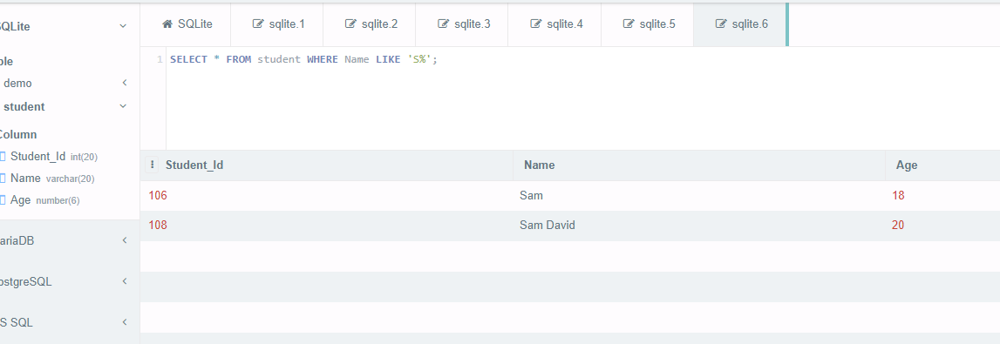 SQLite
SQLite
sqlite.1
sqlite.2
sqlite.3
sqlite.4
sqlite.5
sqlite.6
demo
student
Column
Student_Id int(20)
Name varchar(20)
Age number(6)
ariaDB
ostgreSQL
S SQL
1 SELECT * FROM student WHERE Name LIKE 'S%';
Student_Id Name Age
106 Sam 18
108 Sam David 20